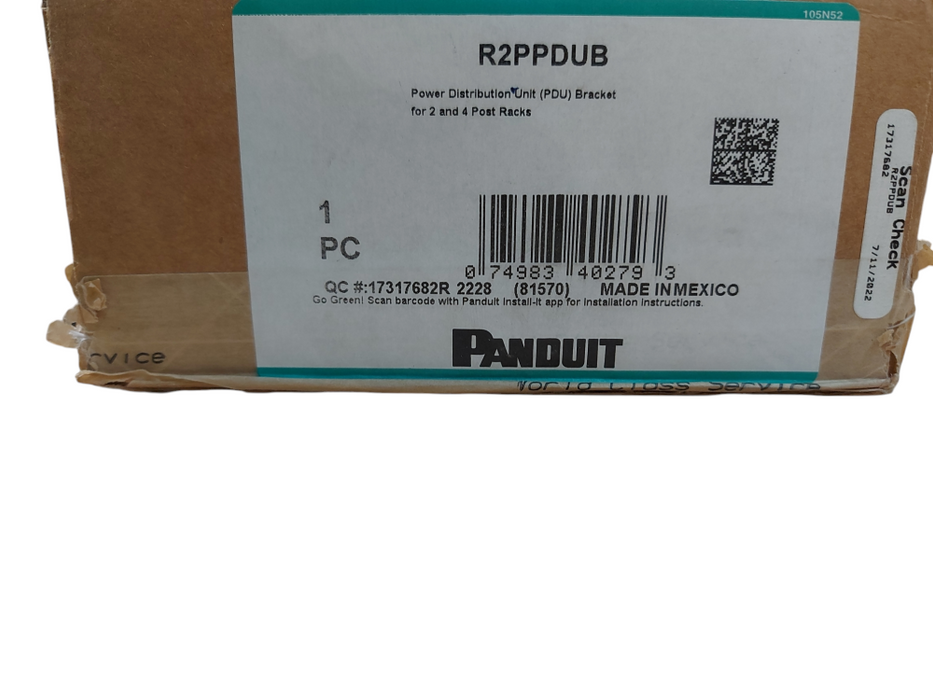 105N52
R2PPDUB
Power Distribution Unit (PDU) Bracket
for 2 and 4 Post Racks
1
PC
0 74983 40279 3
QC #:17317682R 2228 (81570) MADE IN MEXICO
Go Green! Scan barcode with Panduit Install-It app for installation instructions.
PANDUIT
rvice
World Class Service
Scan Check
R2PPDUB
17317682 7/11/2022